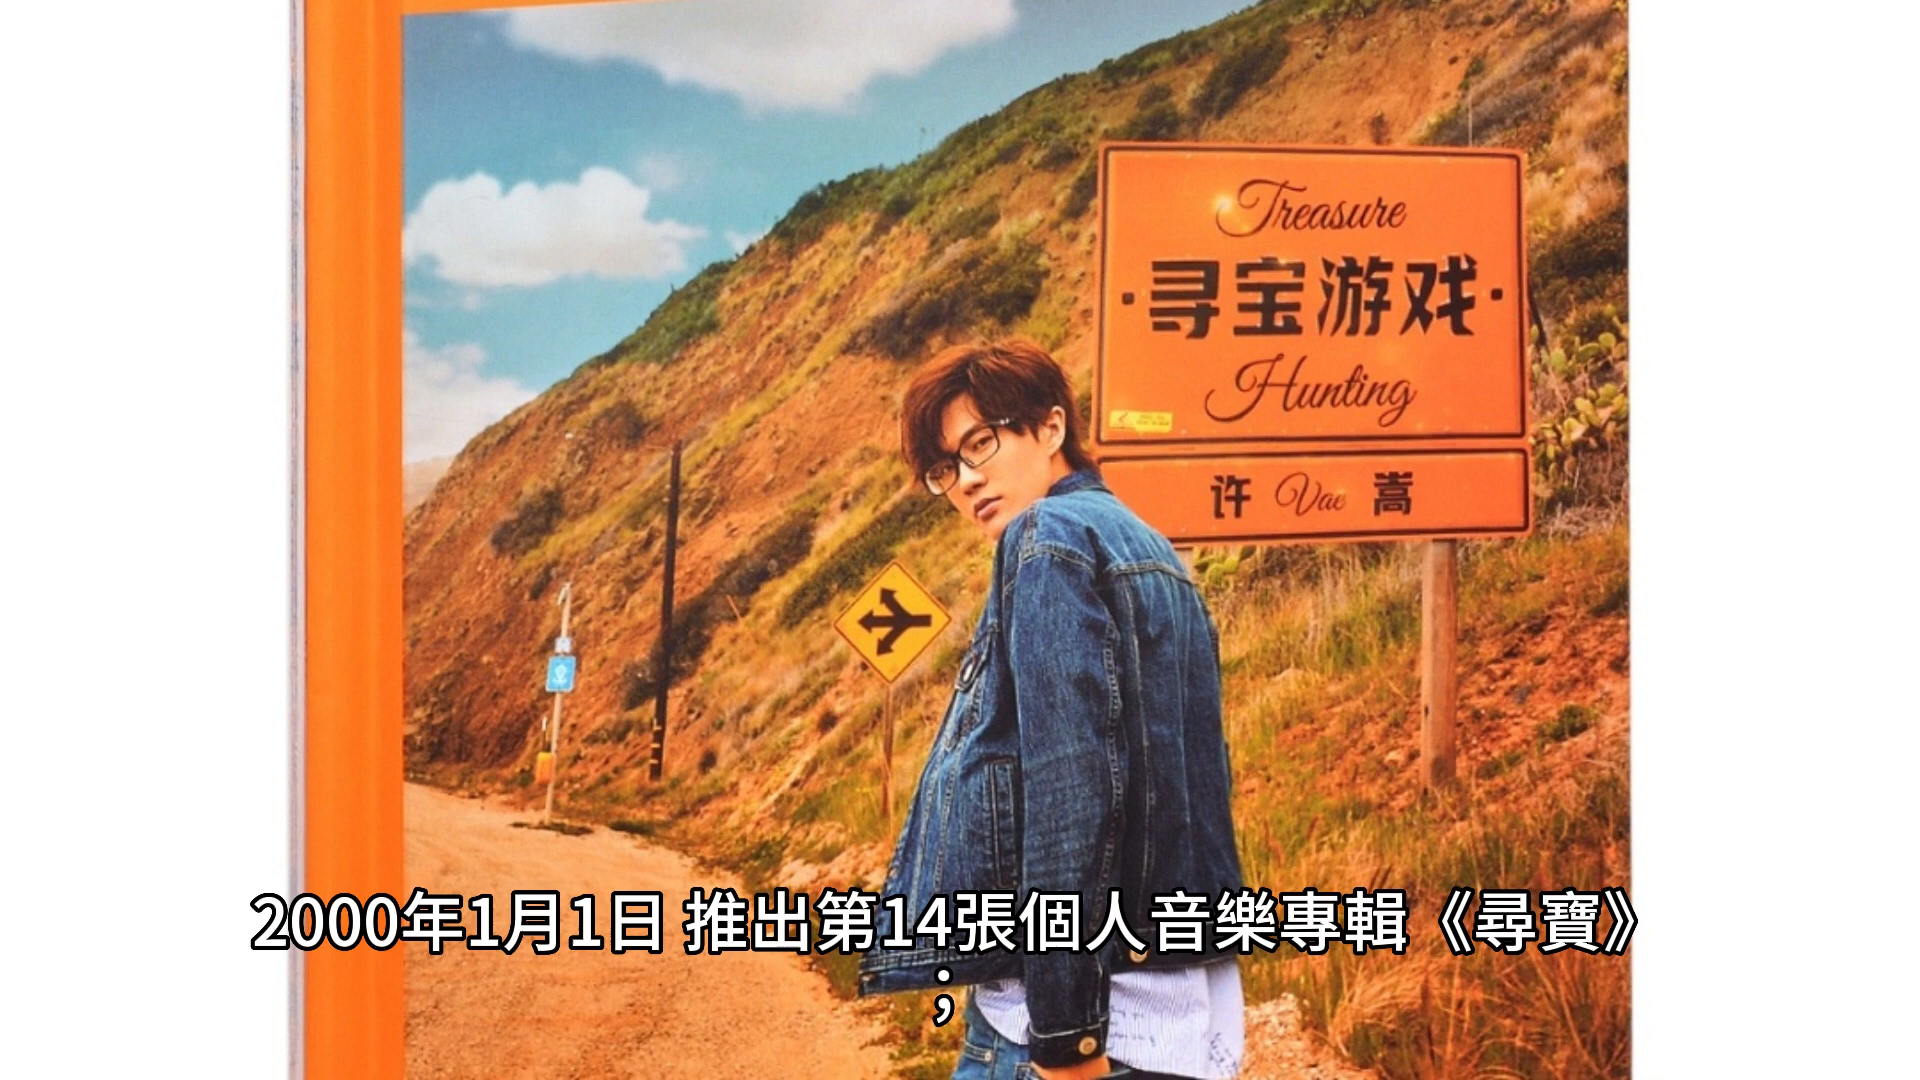 Treasure
·寻宝游戏·
Hunting
许 Vae 嵩
2000年1月1日 推出第14張個人音樂專輯《尋寶》
；